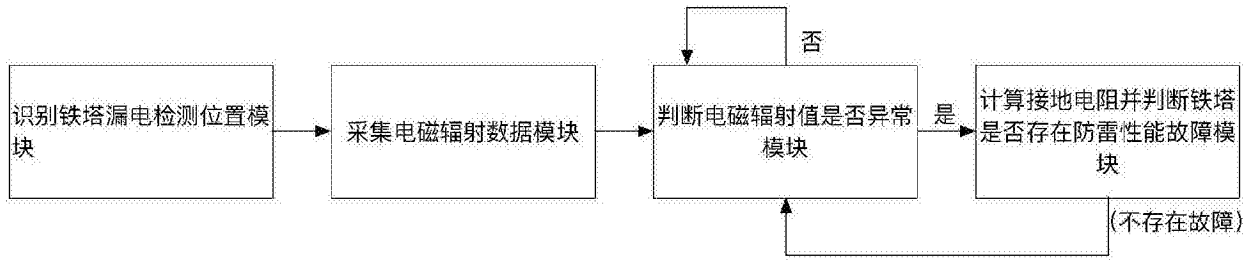 识别铁塔漏电检测位置模
块
采集电磁辐射数据模块
否
判断电磁辐射值是否异常
模块
是
计算接地电阻并判断铁塔
是否存在防雷性能故障模
块
(不存在故障)